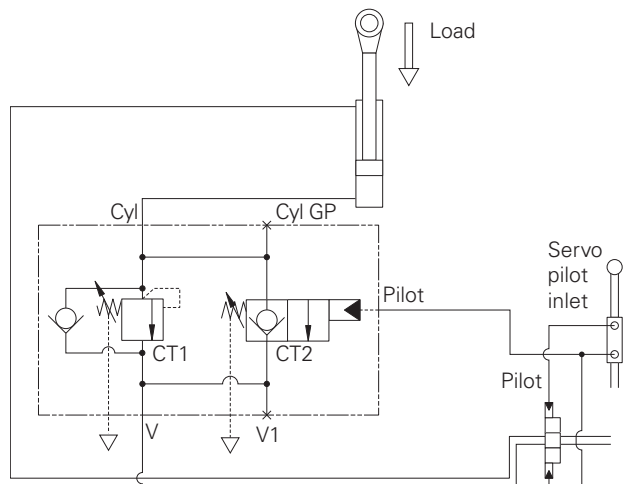 Load
Cyl
Cyl GP
Servo
pilot
inlet
Pilot
CT1
CT2
Pilot
V
V1